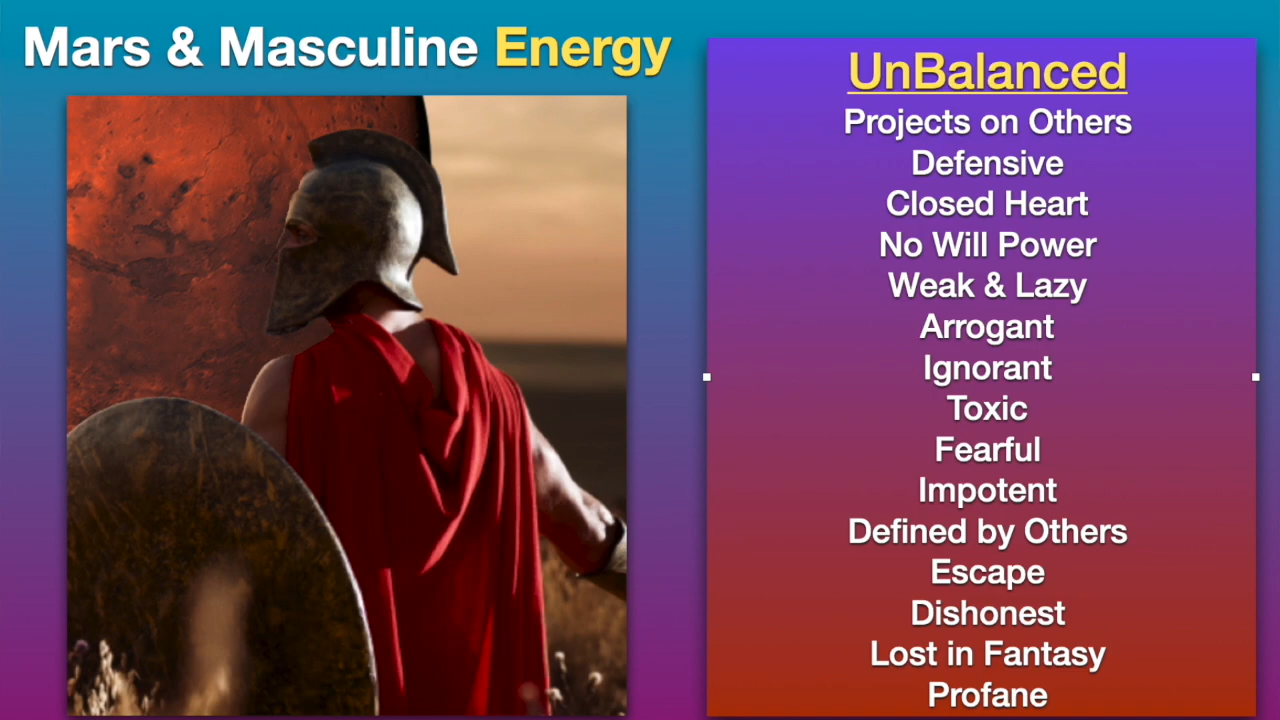 Mars & Masculine Energy
UnBalanced
Projects on Others
Defensive
Closed Heart
No Will Power
Weak & Lazy
Arrogant
Ignorant
Toxic
Fearful
Impotent
Defined by Others
Escape
Dishonest
Lost in Fantasy
Profane